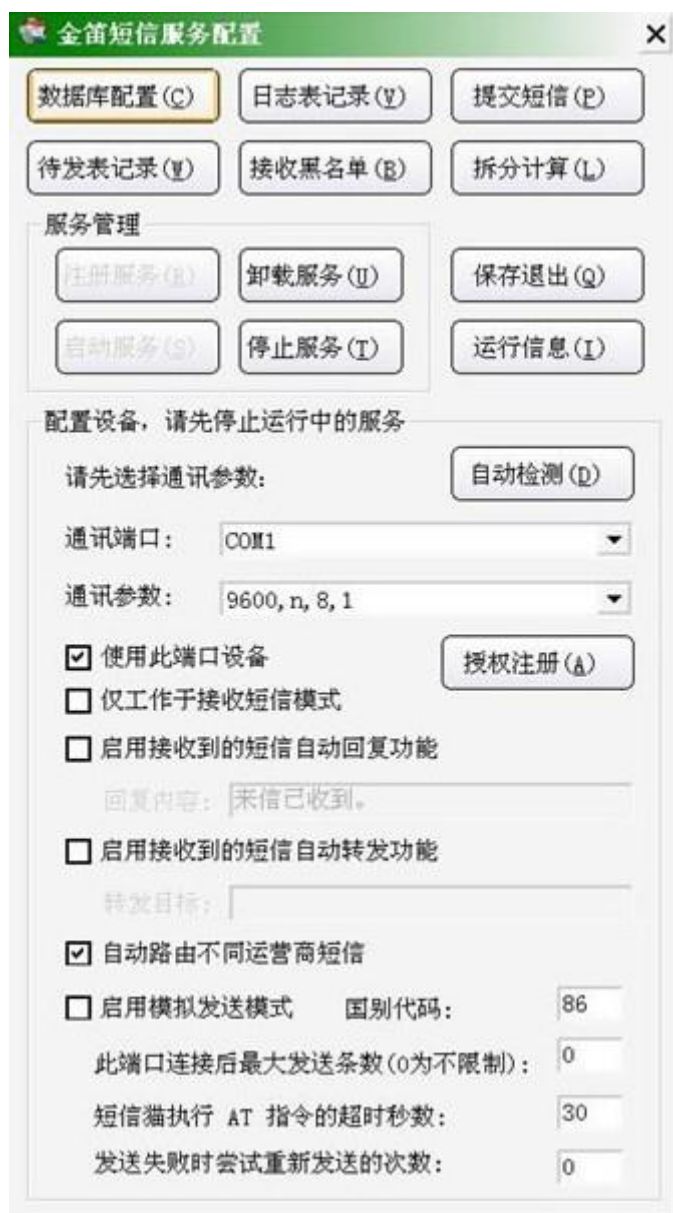 金笛短信服务配置
数据库配置(C) 日志表记录(V) 提交短信(P)
待发表记录(W) 接收黑名单(B) 拆分计算(L)
服务管理
注册服务(R) 卸载服务(U) 保存退出(Q)
启动服务(S) 停止服务(T) 运行信息(I)
配置设备，请先停止运行中的服务
请先选择通讯参数: 自动检测(D)
通讯端口: COM1
通讯参数: 9600,n,8,1
使用此端口设备 授权注册(A)
仅工作于接收短信模式
启用接收到的短信自动回复功能
回复内容: 来信已收到。
启用接收到的短信自动转发功能
转发目标:
自动路由不同运营商短信
启用模拟发送模式 国别代码: 86
此端口连接后最大发送条数(0为不限制): 0
短信猫执行 AT 指令的超时秒数: 30
发送失败时尝试重新发送的次数: 0